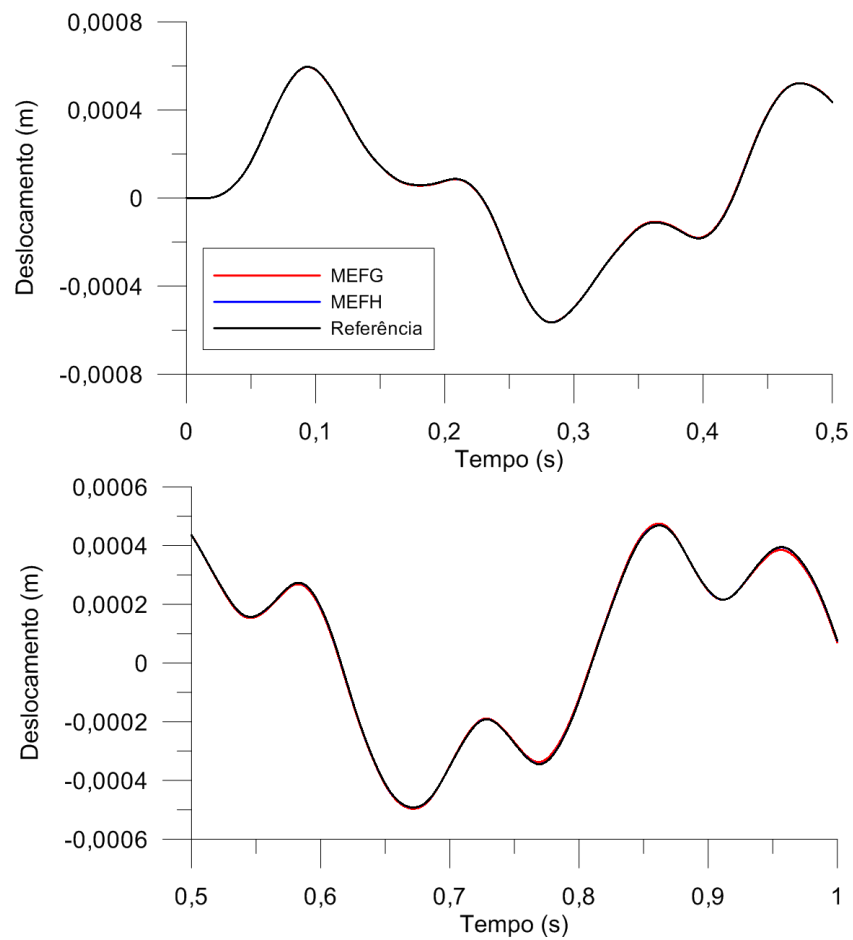 0,0008
0,0004
0
-0,0004
-0,0008
Deslocamento (m)
MEFG
MEFH
Referência
0 0,1 0,2 0,3 0,4 0,5
Tempo (s)
0,0006
0,0004
0,0002
0
-0,0002
-0,0004
-0,0006
Deslocamento (m)
0,5 0,6 0,7 0,8 0,9 1
Tempo (s)